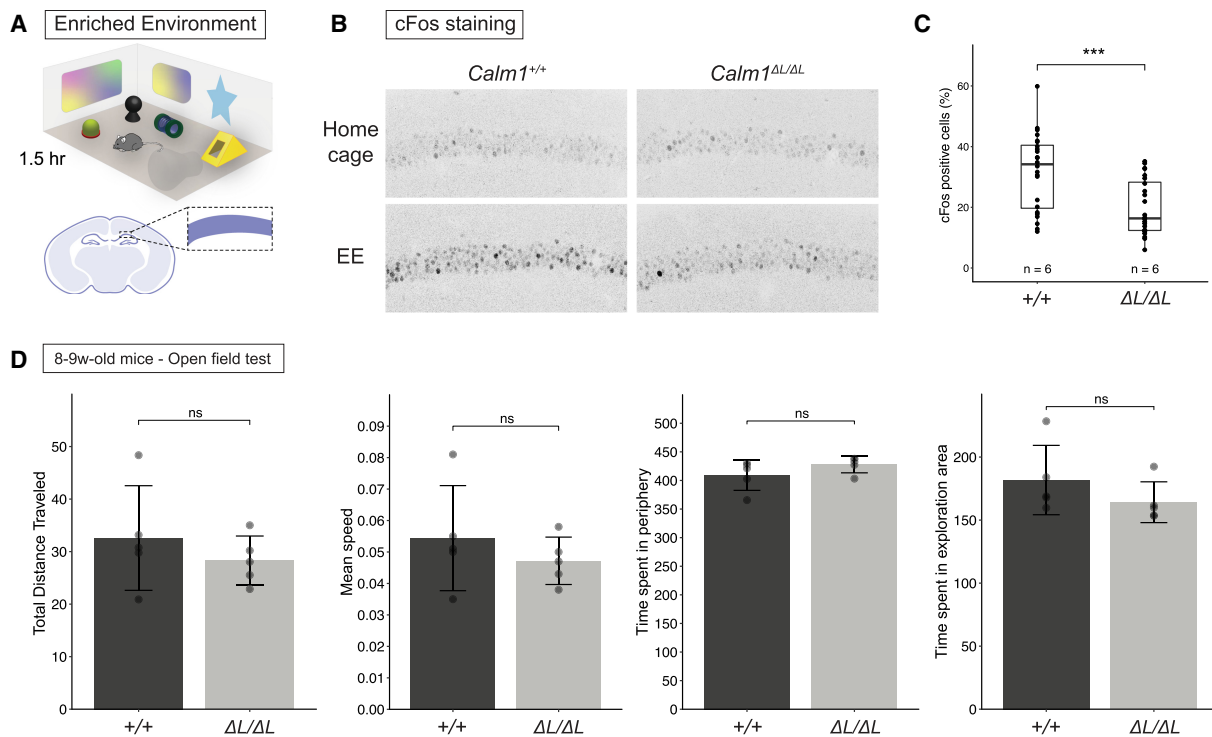 A
Enriched Environment
1.5 hr
B
cFos staining
Calm1+/+
Calm1ΔL/ΔL
Home
cage
EE
C
***
cFos positive cells (%)
60
40
20
0
n = 6
n = 6
+/+
ΔL/ΔL
D
8-9w-old mice - Open field test
Total Distance Traveled
50
40
30
20
10
0
ns
+/+
ΔL/ΔL
Mean speed
0.09
0.08
0.07
0.06
0.05
0.04
0.03
0.02
0.01
0.00
ns
+/+
ΔL/ΔL
Time spent in periphery
500
450
400
350
300
250
200
150
100
50
0
ns
+/+
ΔL/ΔL
Time spent in exploration area
200
150
100
50
0
ns
+/+
ΔL/ΔL